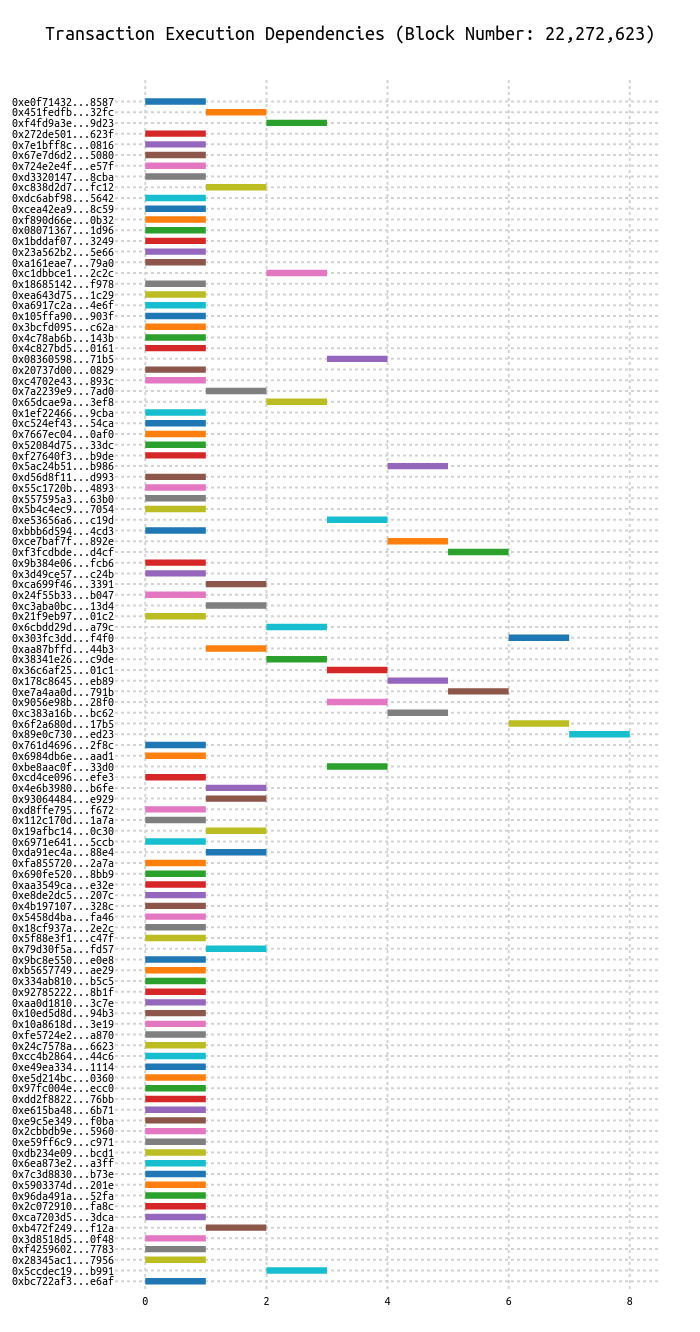 Transaction Execution Dependencies (Block Number: 22,272,623)
0xe0f71432...8587
0x451fedfb...32fc
0xf4fd9a3e...9d23
0x272de501...623f
0x7e1bff8c...0816
0x67e7d6d2...5080
0x724e2e4f...e57f
0xd3320147...8cba
0xc838d2d7...fc12
0xdc6abf98...5642
0xcea42ea9...8c59
0xf890d66e...0b32
0x08071367...1d96
0x1bddaf07...3249
0x23a562b2...5e66
0xa161eae7...79a0
0xc1dbbce1...2c2c
0x18685142...f978
0xea643d75...1c29
0xa6917c2a...4e6f
0x105ffa90...903f
0x3bcfd095...c62a
0x4c78ab6b...143b
0x4c827bd5...0161
0x08360598...71b5
0x20737d00...0829
0xc4702e43...893c
0x7a2239e9...7ad0
0x65dcae9a...3ef8
0x1ef22466...9cba
0xc524ef43...54ca
0x7667ec04...0af0
0x52084d75...33dc
0xf27640f3...b9de
0x5ac24b51...b986
0xd56d8f11...d993
0x55c1720b...4893
0x557595a3...63b0
0x5b4c4ec9...7054
0xe53656a6...c19d
0xbbb6d594...4cd3
0xce7baf7f...892e
0xf3fcdbde...d4cf
0x9b384e06...fcb6
0x3d49ce57...c24b
0xca699f46...3391
0x24f55b33...b047
0xc3aba0bc...13d4
0x21f9eb97...01c2
0x6cbdd29d...a79c
0x303fc3dd...f4f0
0xaa87bffd...44b3
0x38341e26...c9de
0x36c6af25...01c1
0x178c8645...eb89
0xe7a4aa0d...791b
0x9056e98b...28f0
0xc383a16b...bc62
0x6f2a680d...17b5
0x89e0c730...ed23
0x761d4696...2f8c
0x6984db6e...aad1
0xbe8aac0f...33d0
0xcd4ce096...efe3
0x4e6b3980...b6fe
0x93064484...e929
0xd8ffe795...f672
0x112c170d...1a7a
0x19afbc14...0c30
0x6971e641...5ccb
0xda91ec4a...88e4
0xfa855720...2a7a
0x690fe520...8bb9
0xaa3549ca...e32e
0xe8de2dc5...207c
0x4b197107...328c
0x5458d4ba...fa46
0x18cf937a...2e2c
0x5f88e3f1...c47f
0x79d30f5a...fd57
0x9bc8e550...e0e8
0xb5657749...ae29
0x334ab810...b5c5
0x92785222...8b1f
0xaa0d1810...3c7e
0x10ed5d8d...94b3
0x10a8618d...3e19
0xfe5724e2...a870
0x24c7578a...6623
0xcc4b2864...44c6
0xe49ea334...1114
0xe5d214bc...0360
0x97fc004e...ecc0
0xdd2f8822...76bb
0xe615ba48...6b71
0xe9c5e349...f0ba
0x2cbbdb9e...5960
0xe59ff6c9...c971
0xdb234e09...bcd1
0x6ea873e2...a3ff
0x7c3d8830...b73e
0x5903374d...201e
0x96da491a...52fa
0x2c072910...fa8c
0xca7203d5...3dca
0xb472f249...f12a
0x3d8518d5...0f48
0xf4259602...7783
0x28345ac1...7956
0x5ccdec19...b991
0xbc722af3...e6af
0 2 4 6 8